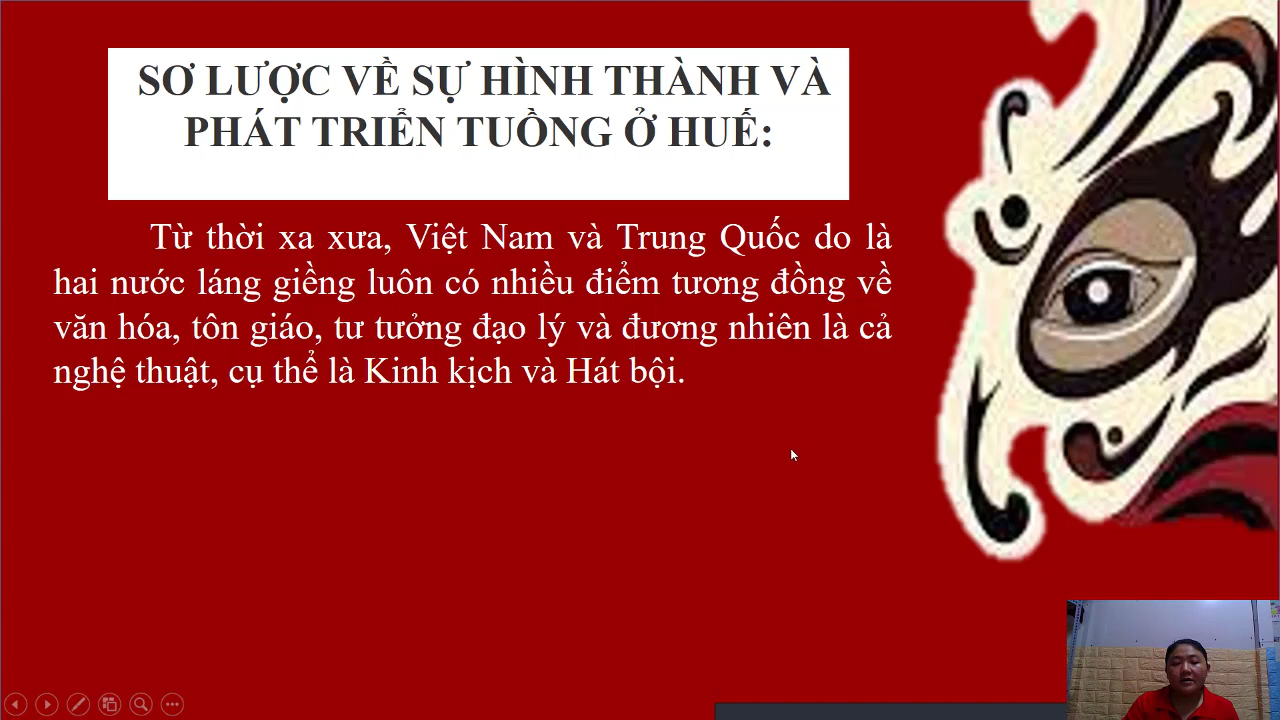 SƠ LƯỢC VỀ SỰ HÌNH THÀNH VÀ
PHÁT TRIỂN TUỒNG Ở HUẾ:
Từ thời xa xưa, Việt Nam và Trung Quốc do là
hai nước láng giềng luôn có nhiều điểm tương đồng về
văn hóa, tôn giáo, tư tưởng đạo lý và đương nhiên là cả
nghệ thuật, cụ thể là Kinh kịch và Hát bội.